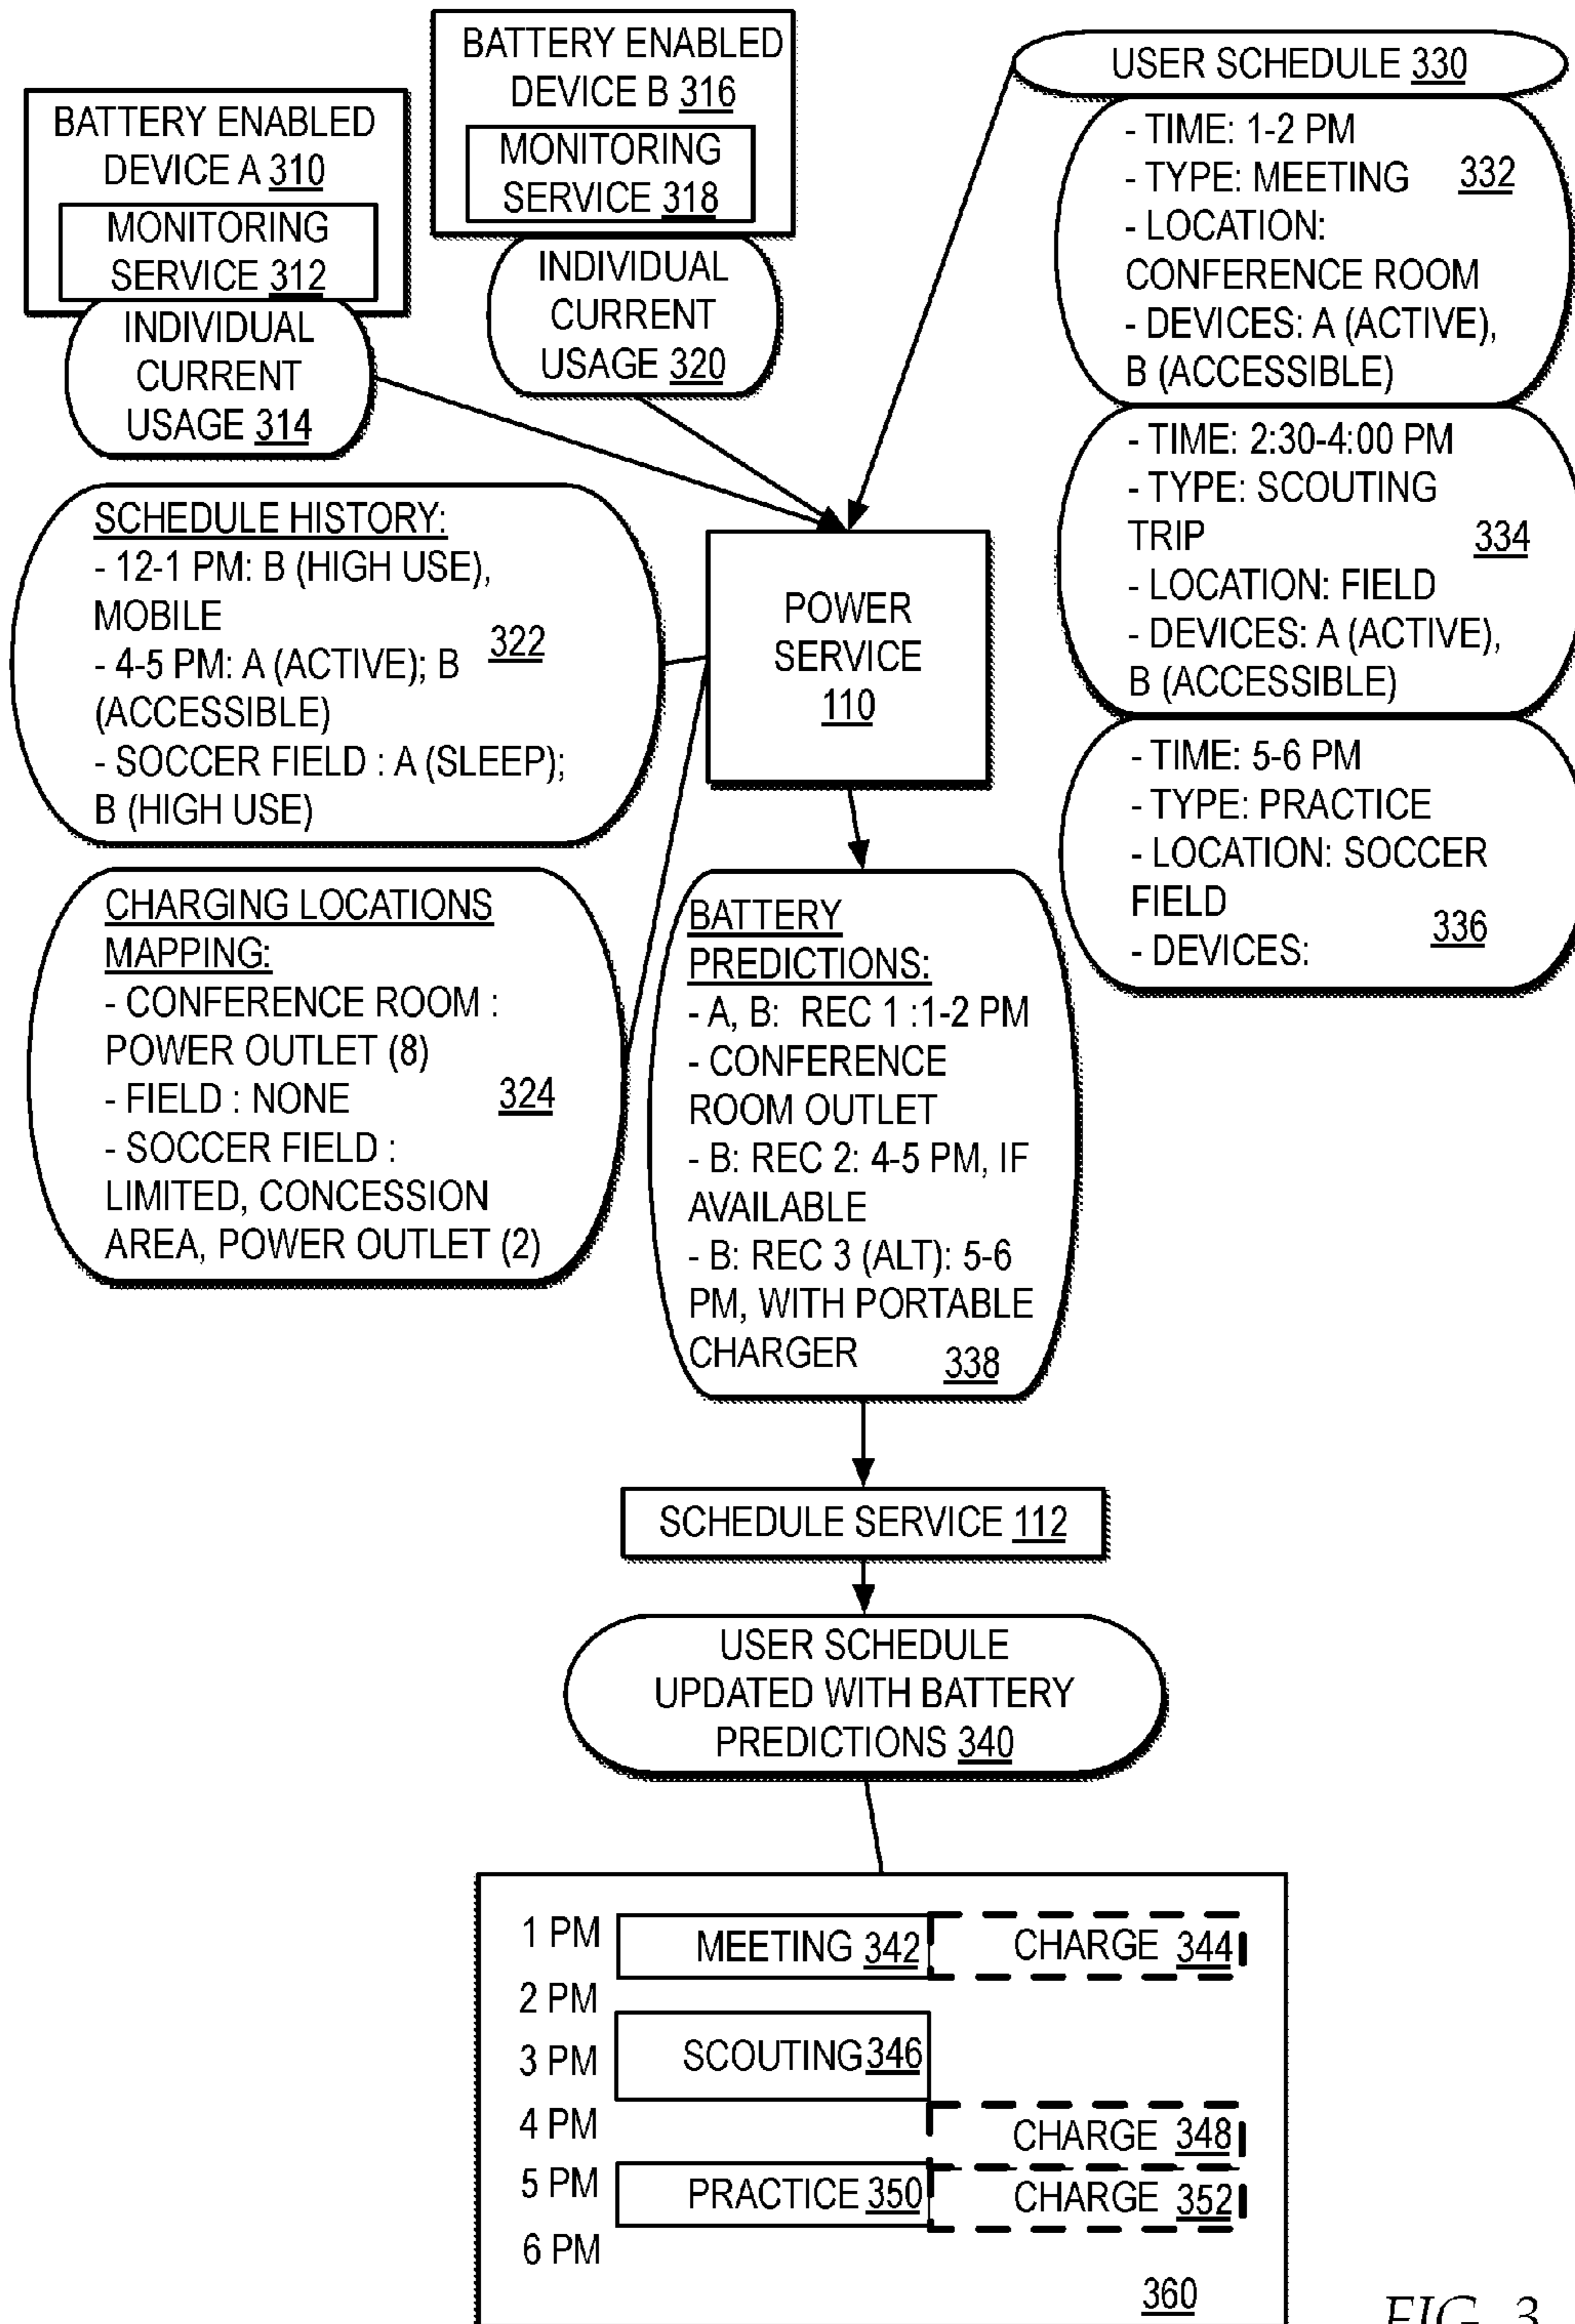 BATTERY ENABLED
DEVICE A 310
MONITORING
SERVICE 312
INDIVIDUAL
CURRENT
USAGE 314
BATTERY ENABLED
DEVICE B 316
MONITORING
SERVICE 318
INDIVIDUAL
CURRENT
USAGE 320
USER SCHEDULE 330
- TIME: 1-2 PM
- TYPE: MEETING 332
- LOCATION:
CONFERENCE ROOM
- DEVICES: A (ACTIVE),
B (ACCESSIBLE)
- TIME: 2:30-4:00 PM
- TYPE: SCOUTING
TRIP 334
- LOCATION: FIELD
- DEVICES: A (ACTIVE),
B (ACCESSIBLE)
- TIME: 5-6 PM
- TYPE: PRACTICE
- LOCATION: SOCCER
FIELD
- DEVICES: 336
SCHEDULE HISTORY:
- 12-1 PM: B (HIGH USE),
MOBILE 322
- 4-5 PM: A (ACTIVE); B
(ACCESSIBLE)
- SOCCER FIELD : A (SLEEP);
B (HIGH USE)
POWER
SERVICE
110
CHARGING LOCATIONS
MAPPING:
- CONFERENCE ROOM :
POWER OUTLET (8)
- FIELD : NONE 324
- SOCCER FIELD :
LIMITED, CONCESSION
AREA, POWER OUTLET (2)
BATTERY
PREDICTIONS:
- A, B: REC 1 :1-2 PM
- CONFERENCE
ROOM OUTLET
- B: REC 2: 4-5 PM, IF
AVAILABLE
- B: REC 3 (ALT): 5-6
PM, WITH PORTABLE
CHARGER 338
SCHEDULE SERVICE 112
USER SCHEDULE
UPDATED WITH BATTERY
PREDICTIONS 340
1 PM MEETING 342 CHARGE 344
2 PM
3 PM SCOUTING 346
4 PM CHARGE 348
5 PM PRACTICE 350 CHARGE 352
6 PM
360
FIG. 3